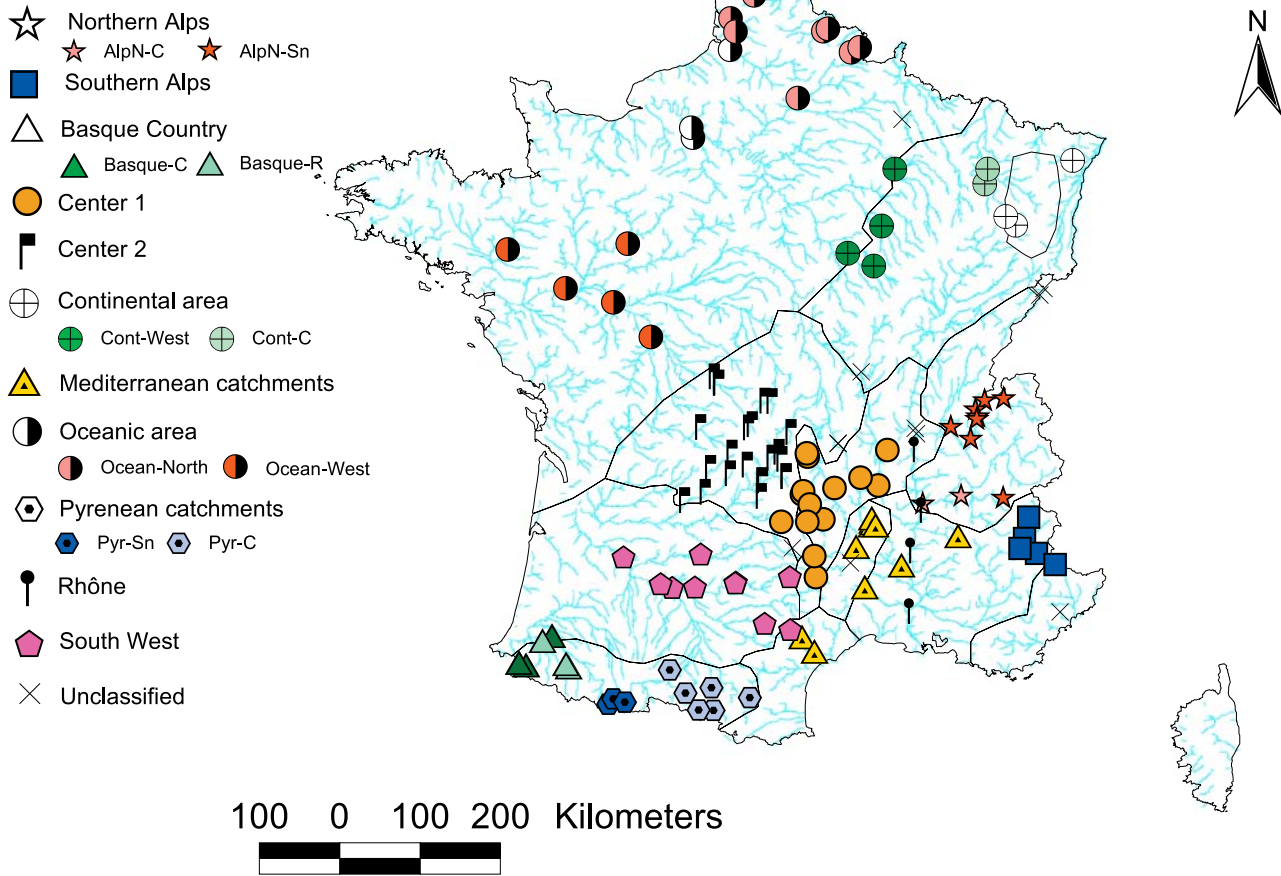 Northern Alps
AlpN-C AlpN-Sn
Southern Alps
Basque Country
Basque-C Basque-R
Center 1
Center 2
Continental area
Cont-West Cont-C
Mediterranean catchments
Oceanic area
Ocean-North Ocean-West
Pyrenean catchments
Pyr-Sn Pyr-C
Rhône
South West
Unclassified
N
100 0 100 200 Kilometers